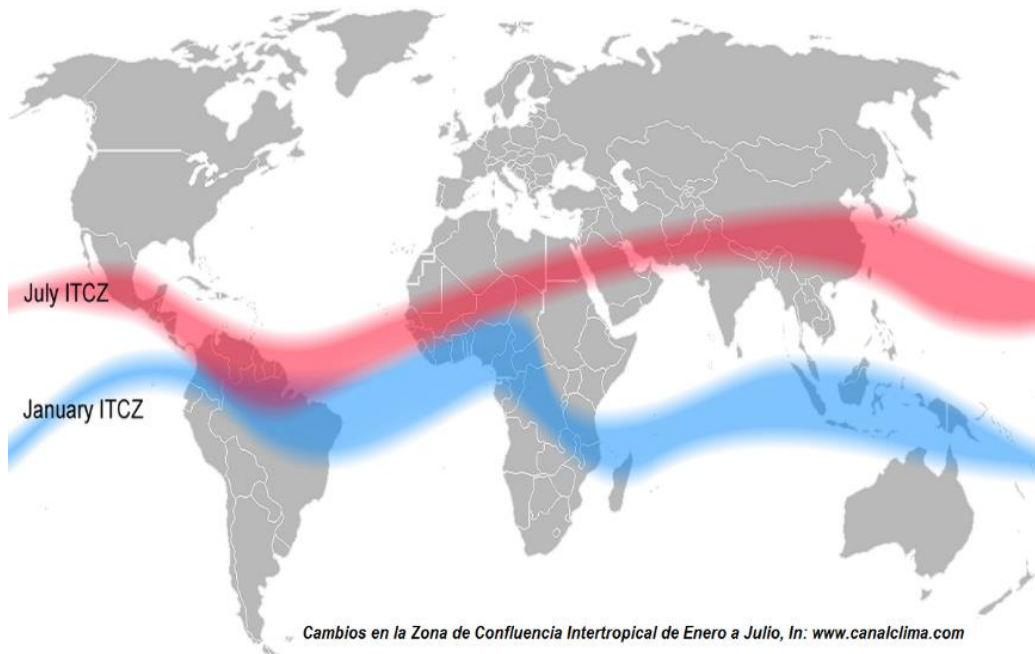 July ITCZ
January ITCZ
Cambios en la Zona de Confluencia Intertropical de Enero a Julio, In: www.canalclima.com